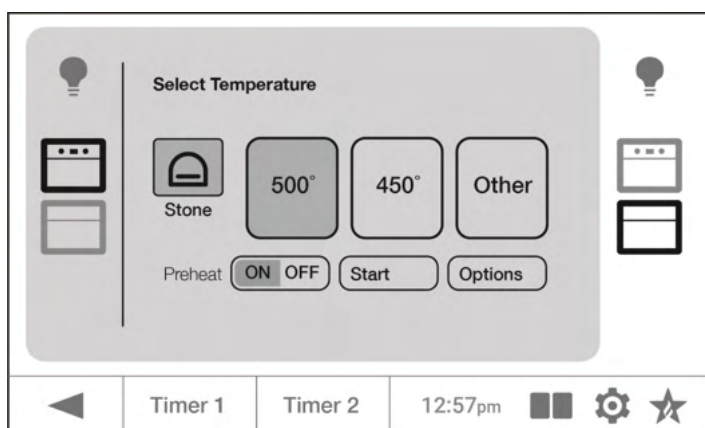 Select Temperature
500° 450° Other
Stone
Preheat ON OFF Start Options
Timer 1 Timer 2 12:57pm